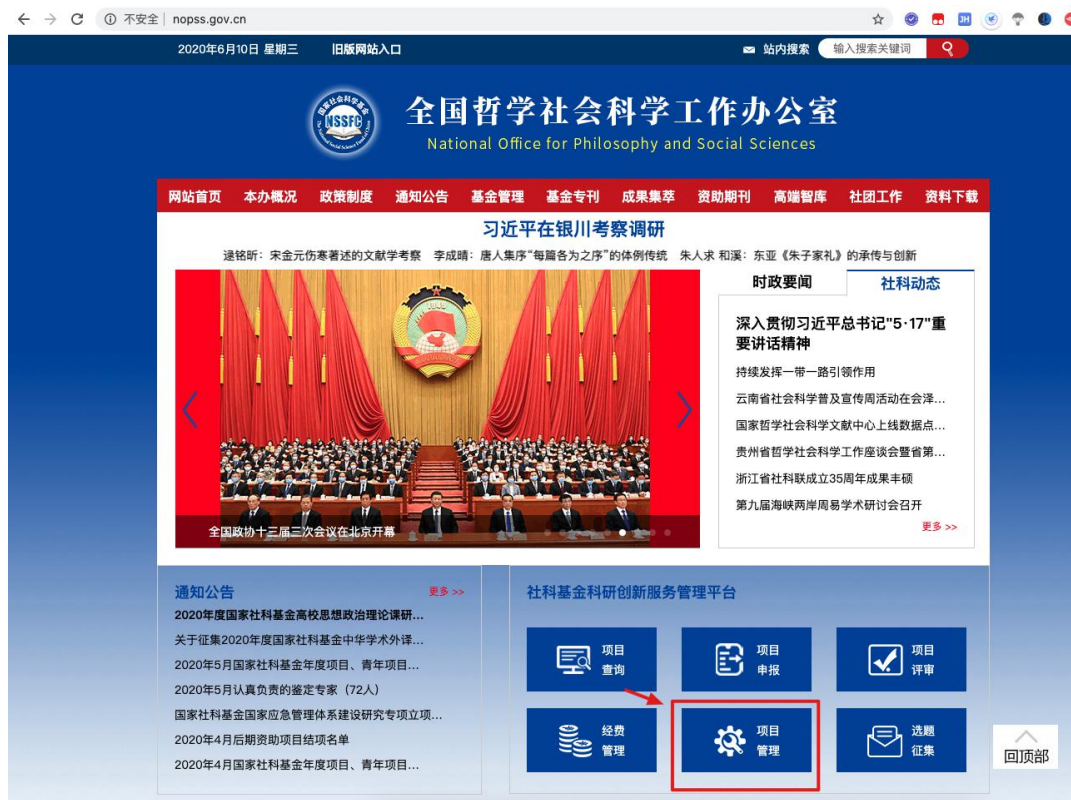 不安全 | nopss.gov.cn
JH
2020年6月10日 星期三 旧版网站入口 站内搜索 输入搜索关键词
NSSFC
全国哲学社会科学工作办公室
National Office for Philosophy and Social Sciences
网站首页 本办概况 政策制度 通知公告 基金管理 基金专刊 成果集萃 资助期刊 高端智库 社团工作 资料下载
习近平在银川考察调研
逯铭昕：宋金元伤寒著述的文献学考察 李成晴：唐人集序“每篇各为之序”的体例传统 朱人求 和溪：东亚《朱子家礼》的承传与创新
时政要闻 社科动态
深入贯彻习近平总书记"5·17"重
要讲话精神
持续发挥一带一路引领作用
云南省社会科学普及宣传周活动在会泽...
国家哲学社会科学文献中心上线数据点...
贵州省哲学社会科学工作座谈会暨省第...
浙江省社科联成立35周年成果丰硕
第九届海峡两岸周易学术研讨会召开
更多 >>
全国政协十三届三次会议在北京开幕
通知公告 更多 >>
2020年度国家社科基金高校思想政治理论课研...
关于征集2020年度国家社科基金中华学术外译...
2020年5月国家社科基金年度项目、青年项目...
2020年5月认真负责的鉴定专家（72人）
国家社科基金国家应急管理体系建设研究专项立项...
2020年4月后期资助项目结项名单
2020年4月国家社科基金年度项目、青年项目...
社科基金科研创新服务管理平台
项目
查询
项目
申报
项目
评审
经费
管理
项目
管理
选题
征集
回顶部